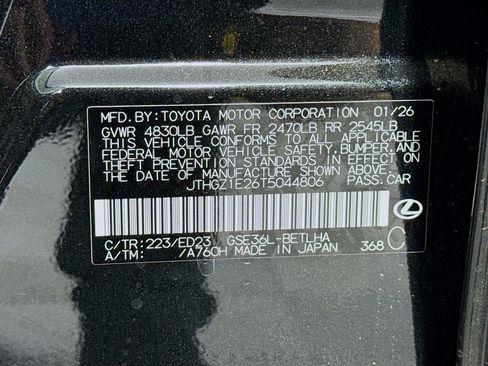 MFD. BY: TOYOTA MOTOR CORPORATION 01/26
GVWR 4830LB GAWR FR 2470LB RR 2545LB
THIS VEHICLE CONFORMS TO ALL APPLICABLE
FEDERAL MOTOR VEHICLE SAFETY, BUMPER, AND
THEFT PREVENTION STANDARDS IN EFFECT ON
THE DATE OF MANUFACTURE SHOWN ABOVE.
JTHGZ1E26T5044806 PASS. CAR
C/TR: 223/ED23 GSE36L-BETLHA
A/TM: /A760H MADE IN JAPAN 368 C